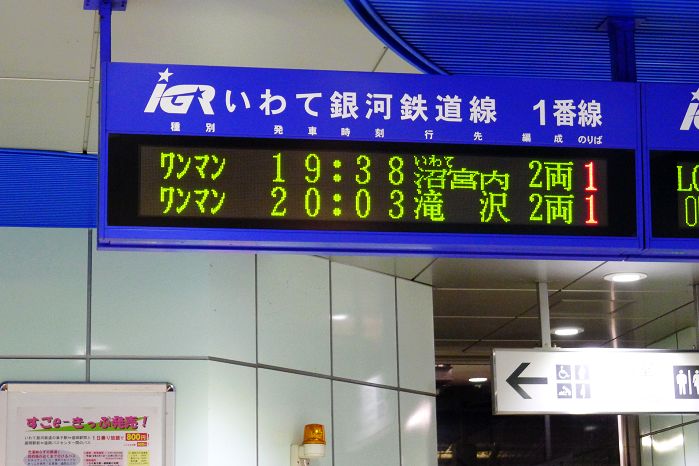 IGRいわて銀河鉄道線 1番線
種別 発車時刻 行先 編成 のりば
ワンマン 19:38 いわて沼宮内 2両 1
ワンマン 20:03 滝 沢 2両 1
すごe-きっぷ発売!
800円